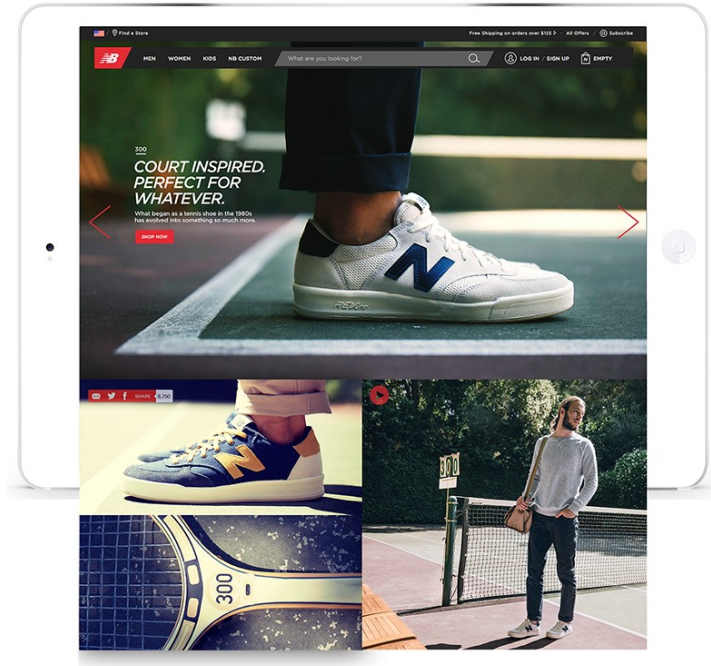 Find a Store
Free Shipping on orders over $125
All Offers / Subscribe
NB
MEN WOMEN KIDS NB CUSTOM
What are you looking for?
LOG IN / SIGN UP
EMPTY
300
COURT INSPIRED.
PERFECT FOR
WHATEVER.
What began as a tennis shoe in the 1980s
has evolved into something so much more.
SHOP NOW
N
SHARE 8,750
N
300
300